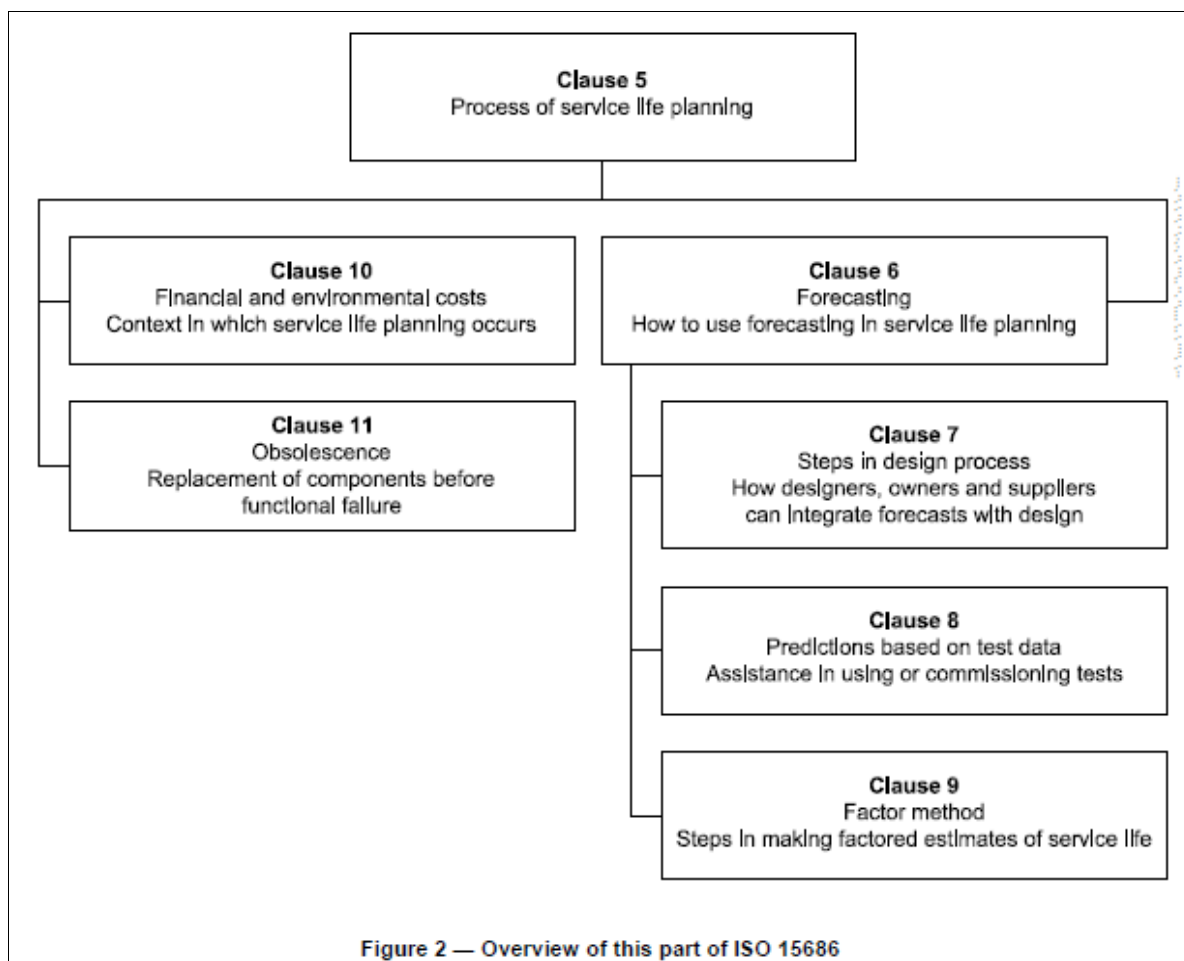 Clause 5
Process of service life planning
Clause 10
Financial and environmental costs
Context in which service life planning occurs
Clause 6
Forecasting
How to use forecasting in service life planning
Clause 11
Obsolescence
Replacement of components before
functional failure
Clause 7
Steps in design process
How designers, owners and suppliers
can integrate forecasts with design
Clause 8
Predictions based on test data
Assistance in using or commissioning tests
Clause 9
Factor method
Steps in making factored estimates of service life
Figure 2 — Overview of this part of ISO 15686